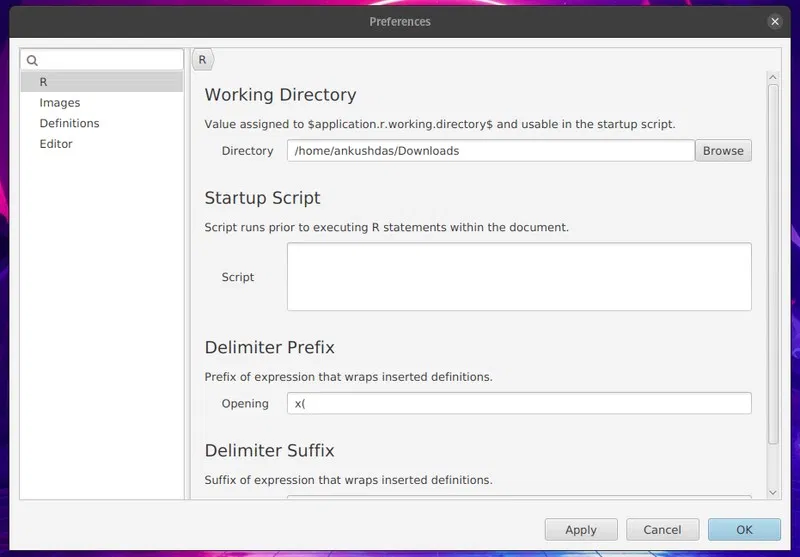 Preferences
R
Images
Definitions
Editor
R
Working Directory
Value assigned to $application.r.working.directory$ and usable in the startup script.
Directory /home/ankushdas/Downloads Browse
Startup Script
Script runs prior to executing R statements within the document.
Script
Delimiter Prefix
Prefix of expression that wraps inserted definitions.
Opening x(
Delimiter Suffix
Suffix of expression that wraps inserted definitions.
Apply Cancel OK